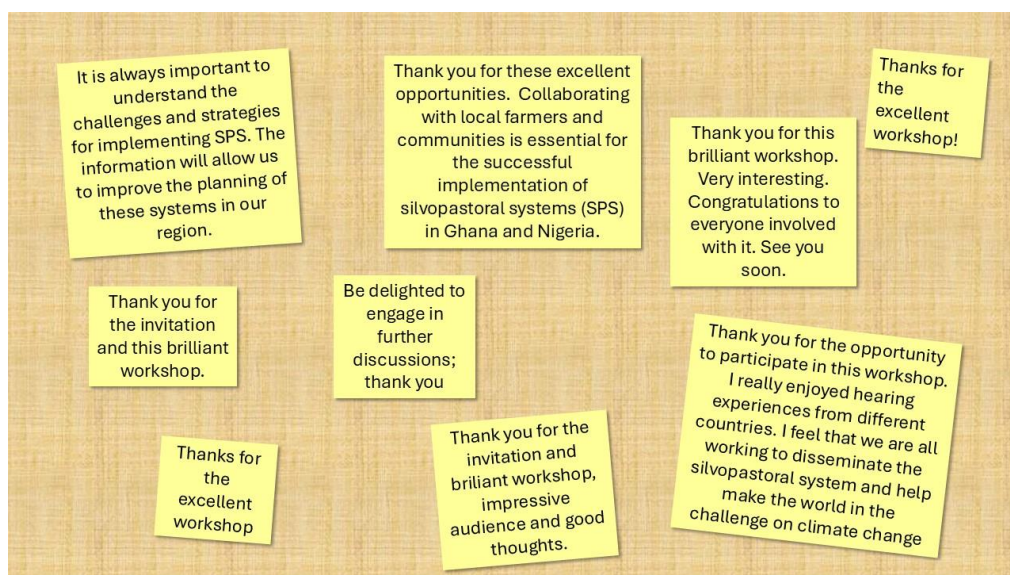 It is always important to
understand the
challenges and strategies
for implementing SPS. The
information will allow us
to improve the planning of
these systems in our
region.
Thank you for these excellent
opportunities.  Collaborating
with local farmers and
communities is essential for
the successful
implementation of
silvopastoral systems (SPS)
in Ghana and Nigeria.
Thank you for this
brilliant workshop.
Very interesting.
Congratulations to
everyone involved
with it. See you
soon.
Thanks for
the
excellent
workshop!
Thank you for
the invitation
and this brilliant
workshop.
Be delighted to
engage in
further
discussions;
thank you
Thank you for the opportunity
to participate in this workshop.
I really enjoyed hearing
experiences from different
countries. I feel that we are all
working to disseminate the
silvopastoral system and help
make the world in the
challenge on climate change
Thanks for
the
excellent
workshop
Thank you for the
invitation and
briliant workshop,
impressive
audience and good
thoughts.